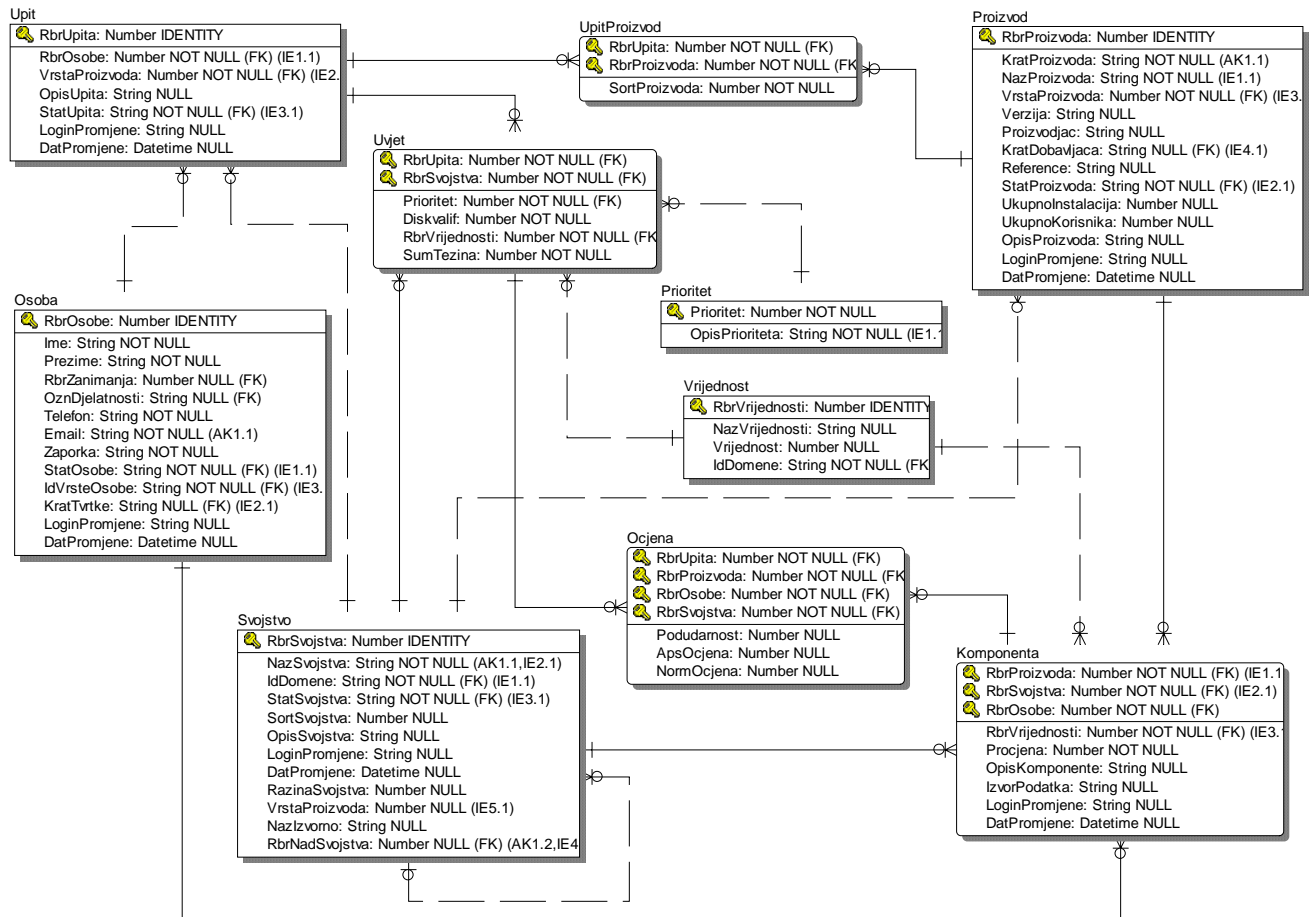 Upit
RbrUpita: Number IDENTITY
RbrOsobe: Number NOT NULL (FK) (IE1.1)
VrstaProizvoda: Number NOT NULL (FK) (IE2.
OpisUpita: String NULL
StatUpita: String NOT NULL (FK) (IE3.1)
LoginPromjene: String NULL
DatPromjene: Datetime NULL
UpitProizvod
RbrUpita: Number NOT NULL (FK)
RbrProizvoda: Number NOT NULL (FK
SortProizvoda: Number NOT NULL
Proizvod
RbrProizvoda: Number IDENTITY
KratProizvoda: String NOT NULL (AK1.1)
NazProizvoda: String NOT NULL (IE1.1)
VrstaProizvoda: Number NOT NULL (FK) (IE3.
Verzija: String NULL
Proizvodjac: String NULL
KratDobavljaca: String NULL (FK) (IE4.1)
Reference: String NULL
StatProizvoda: String NOT NULL (FK) (IE2.1)
UkupnoInstalacija: Number NULL
UkupnoKorisnika: Number NULL
OpisProizvoda: String NULL
LoginPromjene: String NULL
DatPromjene: Datetime NULL
Uvjet
RbrUpita: Number NOT NULL (FK)
RbrSvojstva: Number NOT NULL (FK)
Prioritet: Number NOT NULL (FK)
Diskvalif: Number NOT NULL
RbrVrijednosti: Number NOT NULL (FK
SumTezina: Number NOT NULL
Prioritet
Prioritet: Number NOT NULL
OpisPrioriteta: String NOT NULL (IE1.1
Osoba
RbrOsobe: Number IDENTITY
Ime: String NOT NULL
Prezime: String NOT NULL
RbrZanimanja: Number NULL (FK)
OznDjelatnosti: String NULL (FK)
Telefon: String NOT NULL
Email: String NOT NULL (AK1.1)
Zaporka: String NOT NULL
StatOsobe: String NOT NULL (FK) (IE1.1)
IdVrsteOsobe: String NOT NULL (FK) (IE3.
KratTvrtke: String NULL (FK) (IE2.1)
LoginPromjene: String NULL
DatPromjene: Datetime NULL
Vrijednost
RbrVrijednosti: Number IDENTITY
NazVrijednosti: String NULL
Vrijednost: Number NULL
IdDomene: String NOT NULL (FK
Ocjena
RbrUpita: Number NOT NULL (FK)
RbrProizvoda: Number NOT NULL (FK
RbrOsobe: Number NOT NULL (FK)
RbrSvojstva: Number NOT NULL (FK)
Podudarnost: Number NULL
ApsOcjena: Number NULL
NormOcjena: Number NULL
Svojstvo
RbrSvojstva: Number IDENTITY
NazSvojstva: String NOT NULL (AK1.1,IE2.1)
IdDomene: String NOT NULL (FK) (IE1.1)
StatSvojstva: String NOT NULL (FK) (IE3.1)
SortSvojstva: Number NULL
OpisSvojstva: String NULL
LoginPromjene: String NULL
DatPromjene: Datetime NULL
RazinaSvojstva: Number NULL
VrstaProizvoda: Number NULL (IE5.1)
NazIzvorno: String NULL
RbrNadSvojstva: Number NULL (FK) (AK1.2,IE4
Komponenta
RbrProizvoda: Number NOT NULL (FK) (IE1.1
RbrSvojstva: Number NOT NULL (FK) (IE2.1)
RbrOsobe: Number NOT NULL (FK)
RbrVrijednosti: Number NOT NULL (FK) (IE3.1
Procjena: Number NOT NULL
OpisKomponente: String NULL
IzvorPodatka: String NULL
LoginPromjene: String NULL
DatPromjene: Datetime NULL